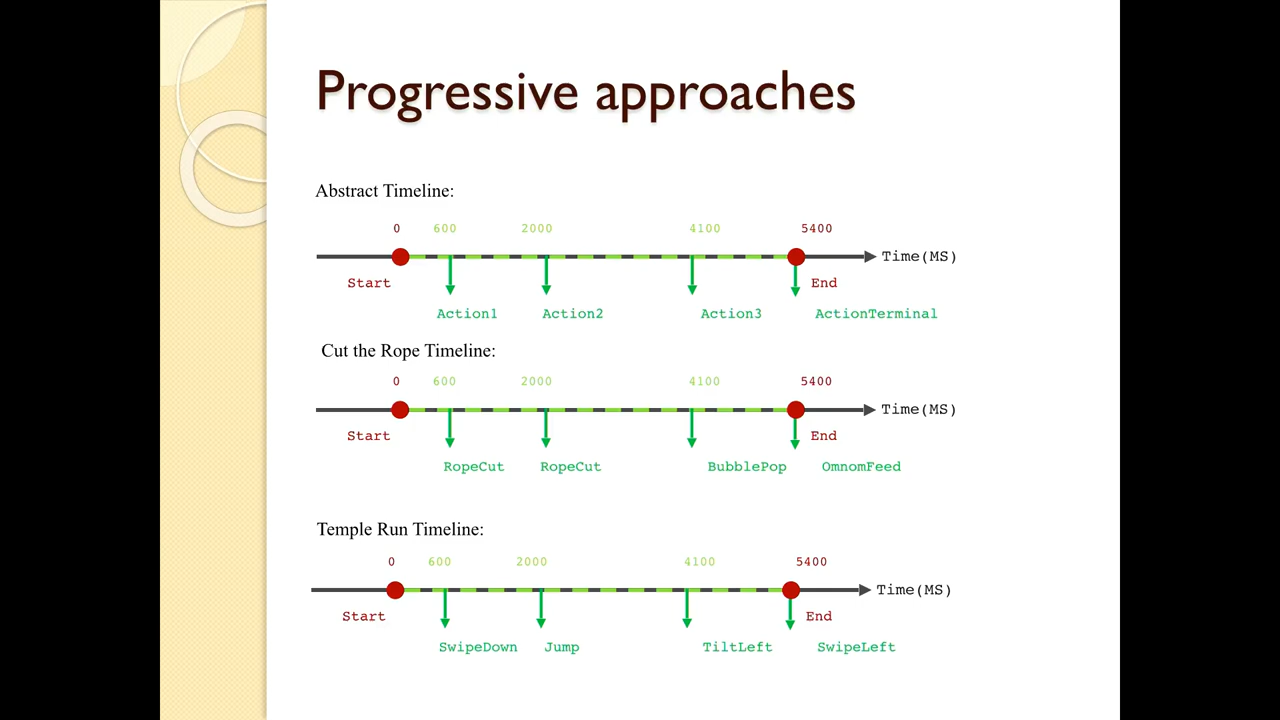 Progressive approaches
Abstract Timeline:
0 600 2000 4100 5400
Time(MS)
Start End
Action1 Action2 Action3 ActionTerminal
Cut the Rope Timeline:
0 600 2000 4100 5400
Time(MS)
Start End
RopeCut RopeCut BubblePop OmnomFeed
Temple Run Timeline:
0 600 2000 4100 5400
Time(MS)
Start End
SwipeDown Jump TiltLeft SwipeLeft